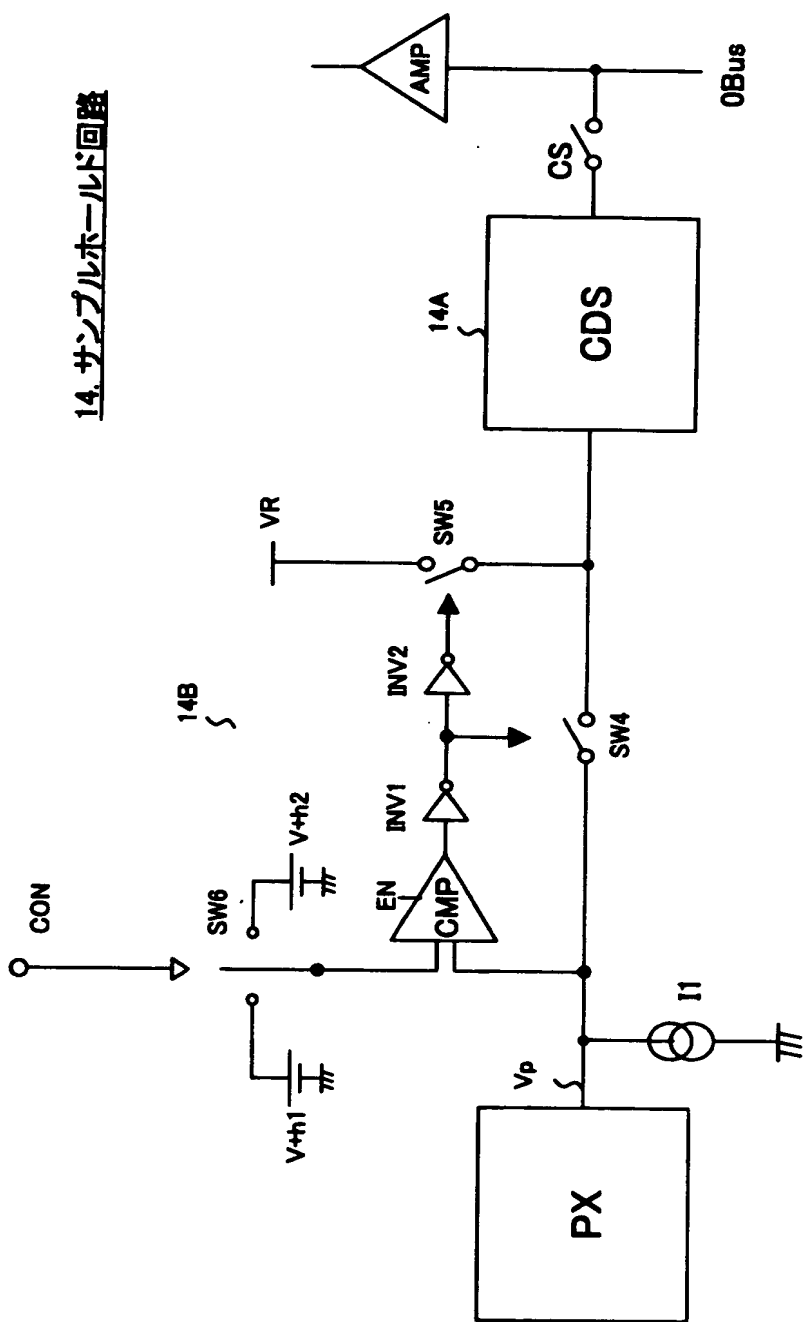 14. サンプルホールド回路
CON
SW6
V+h1
V+h2
14B
VR
EN
CMP
INV1
INV2
SW5
14A
PX
Vp
I1
SW4
CDS
CS
AMP
OBus